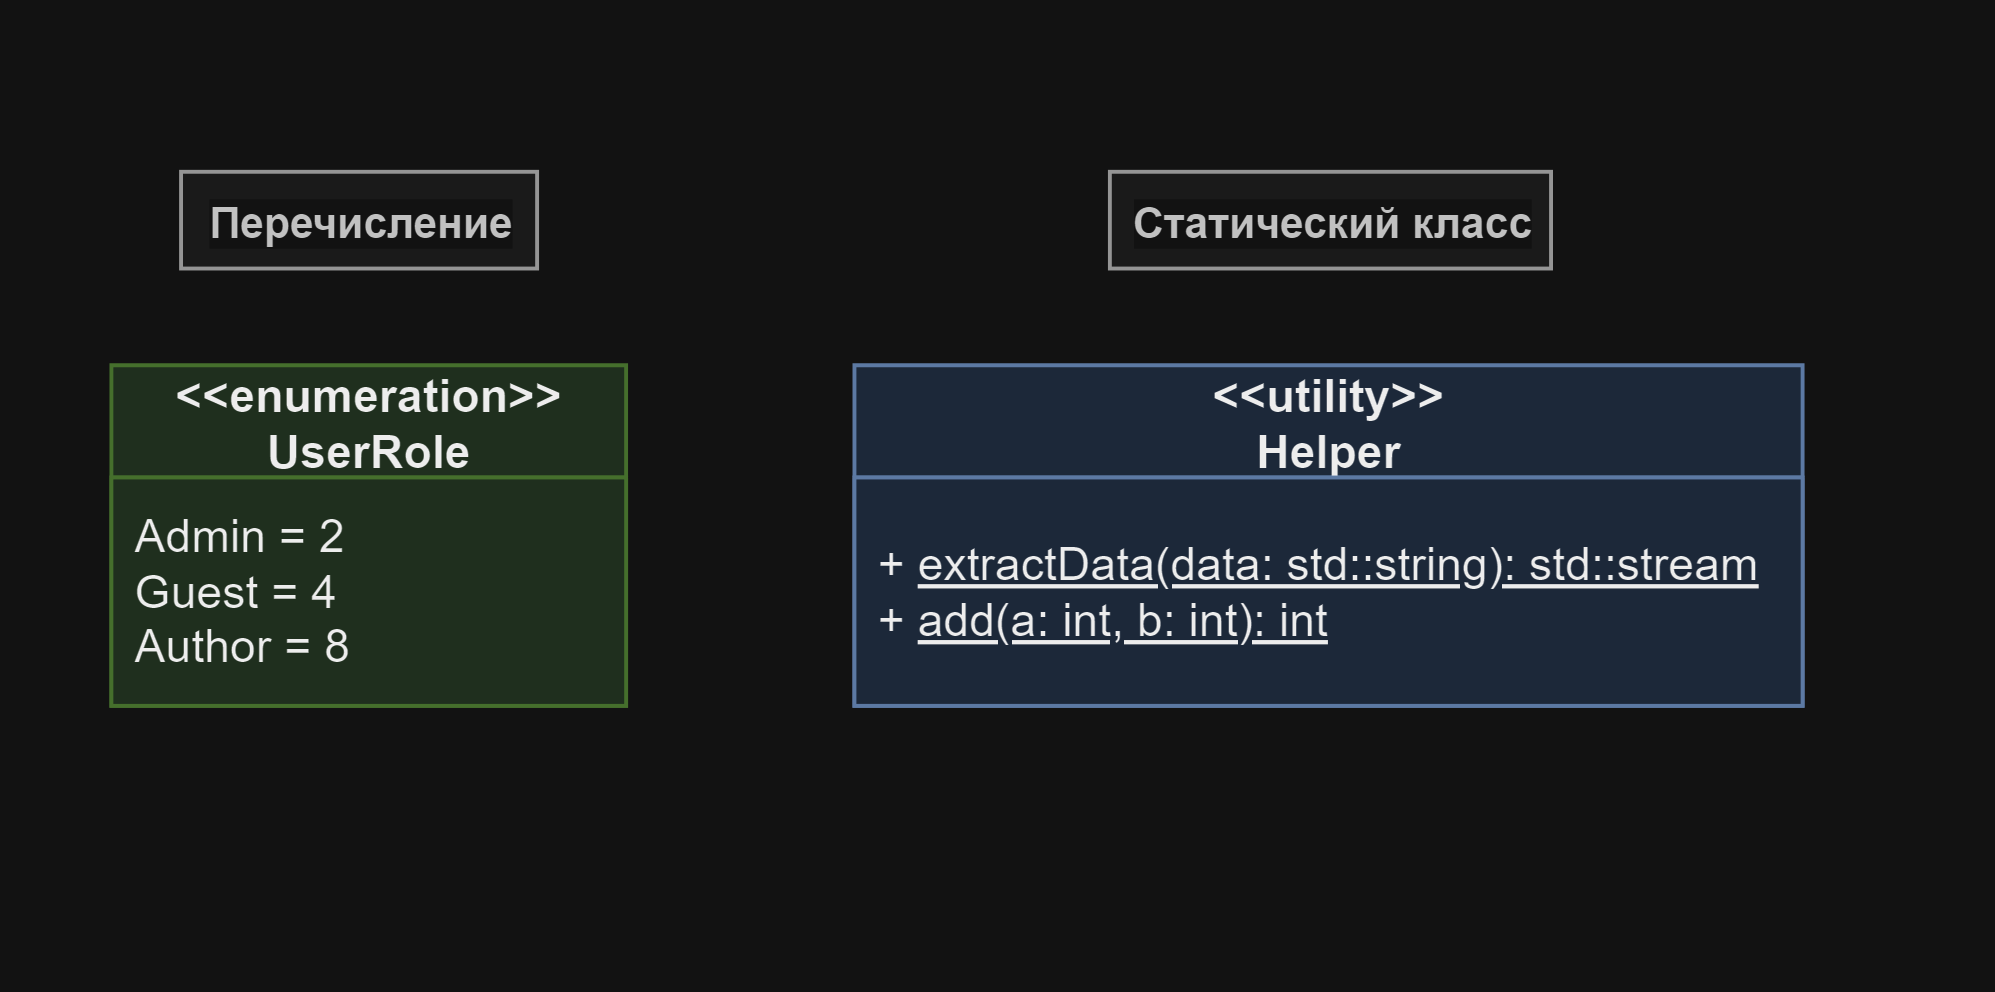 Перечисление
Статический класс
<<enumeration>>
UserRole
Admin = 2
Guest = 4
Author = 8
<<utility>>
Helper
+ extractData(data: std::string): std::stream
+ add(a: int, b: int): int